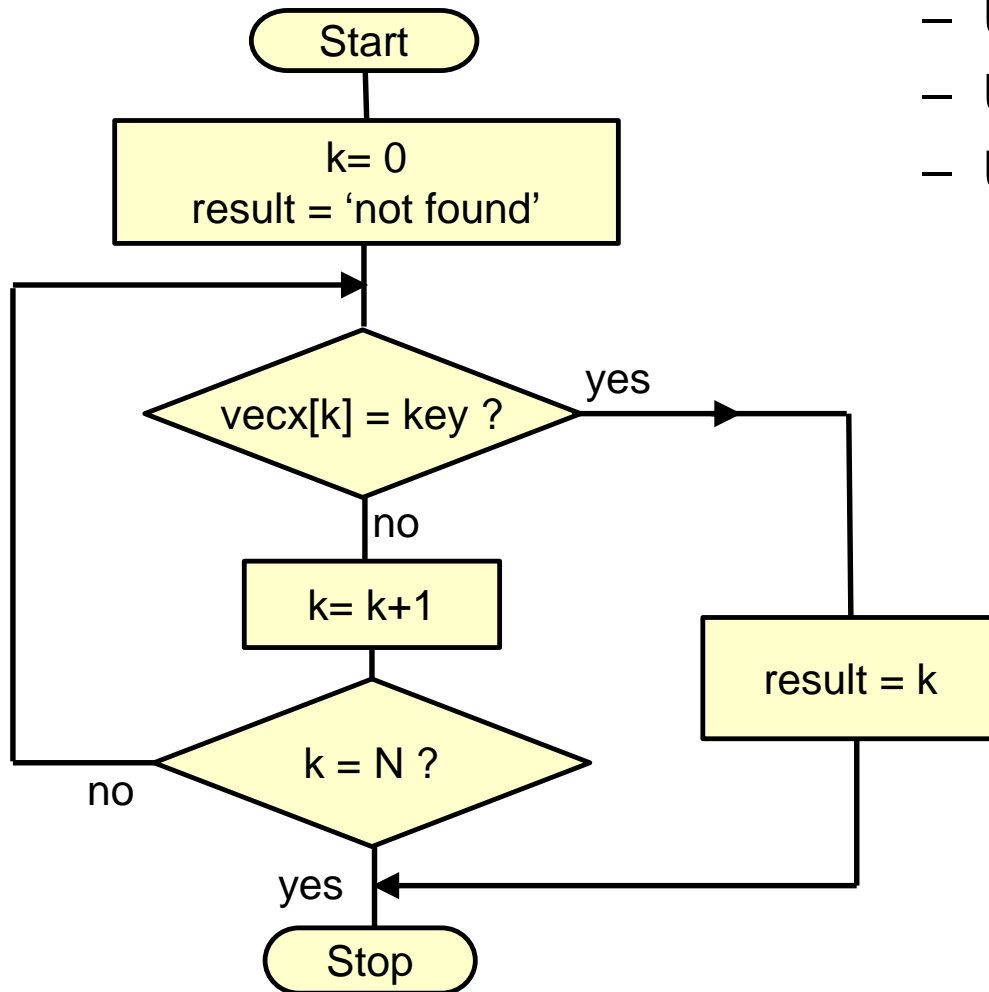 Start
k= 0
result = ‘not found’
vecx[k] = key ?
yes
no
k= k+1
result = k
k = N ?
no
yes
Stop